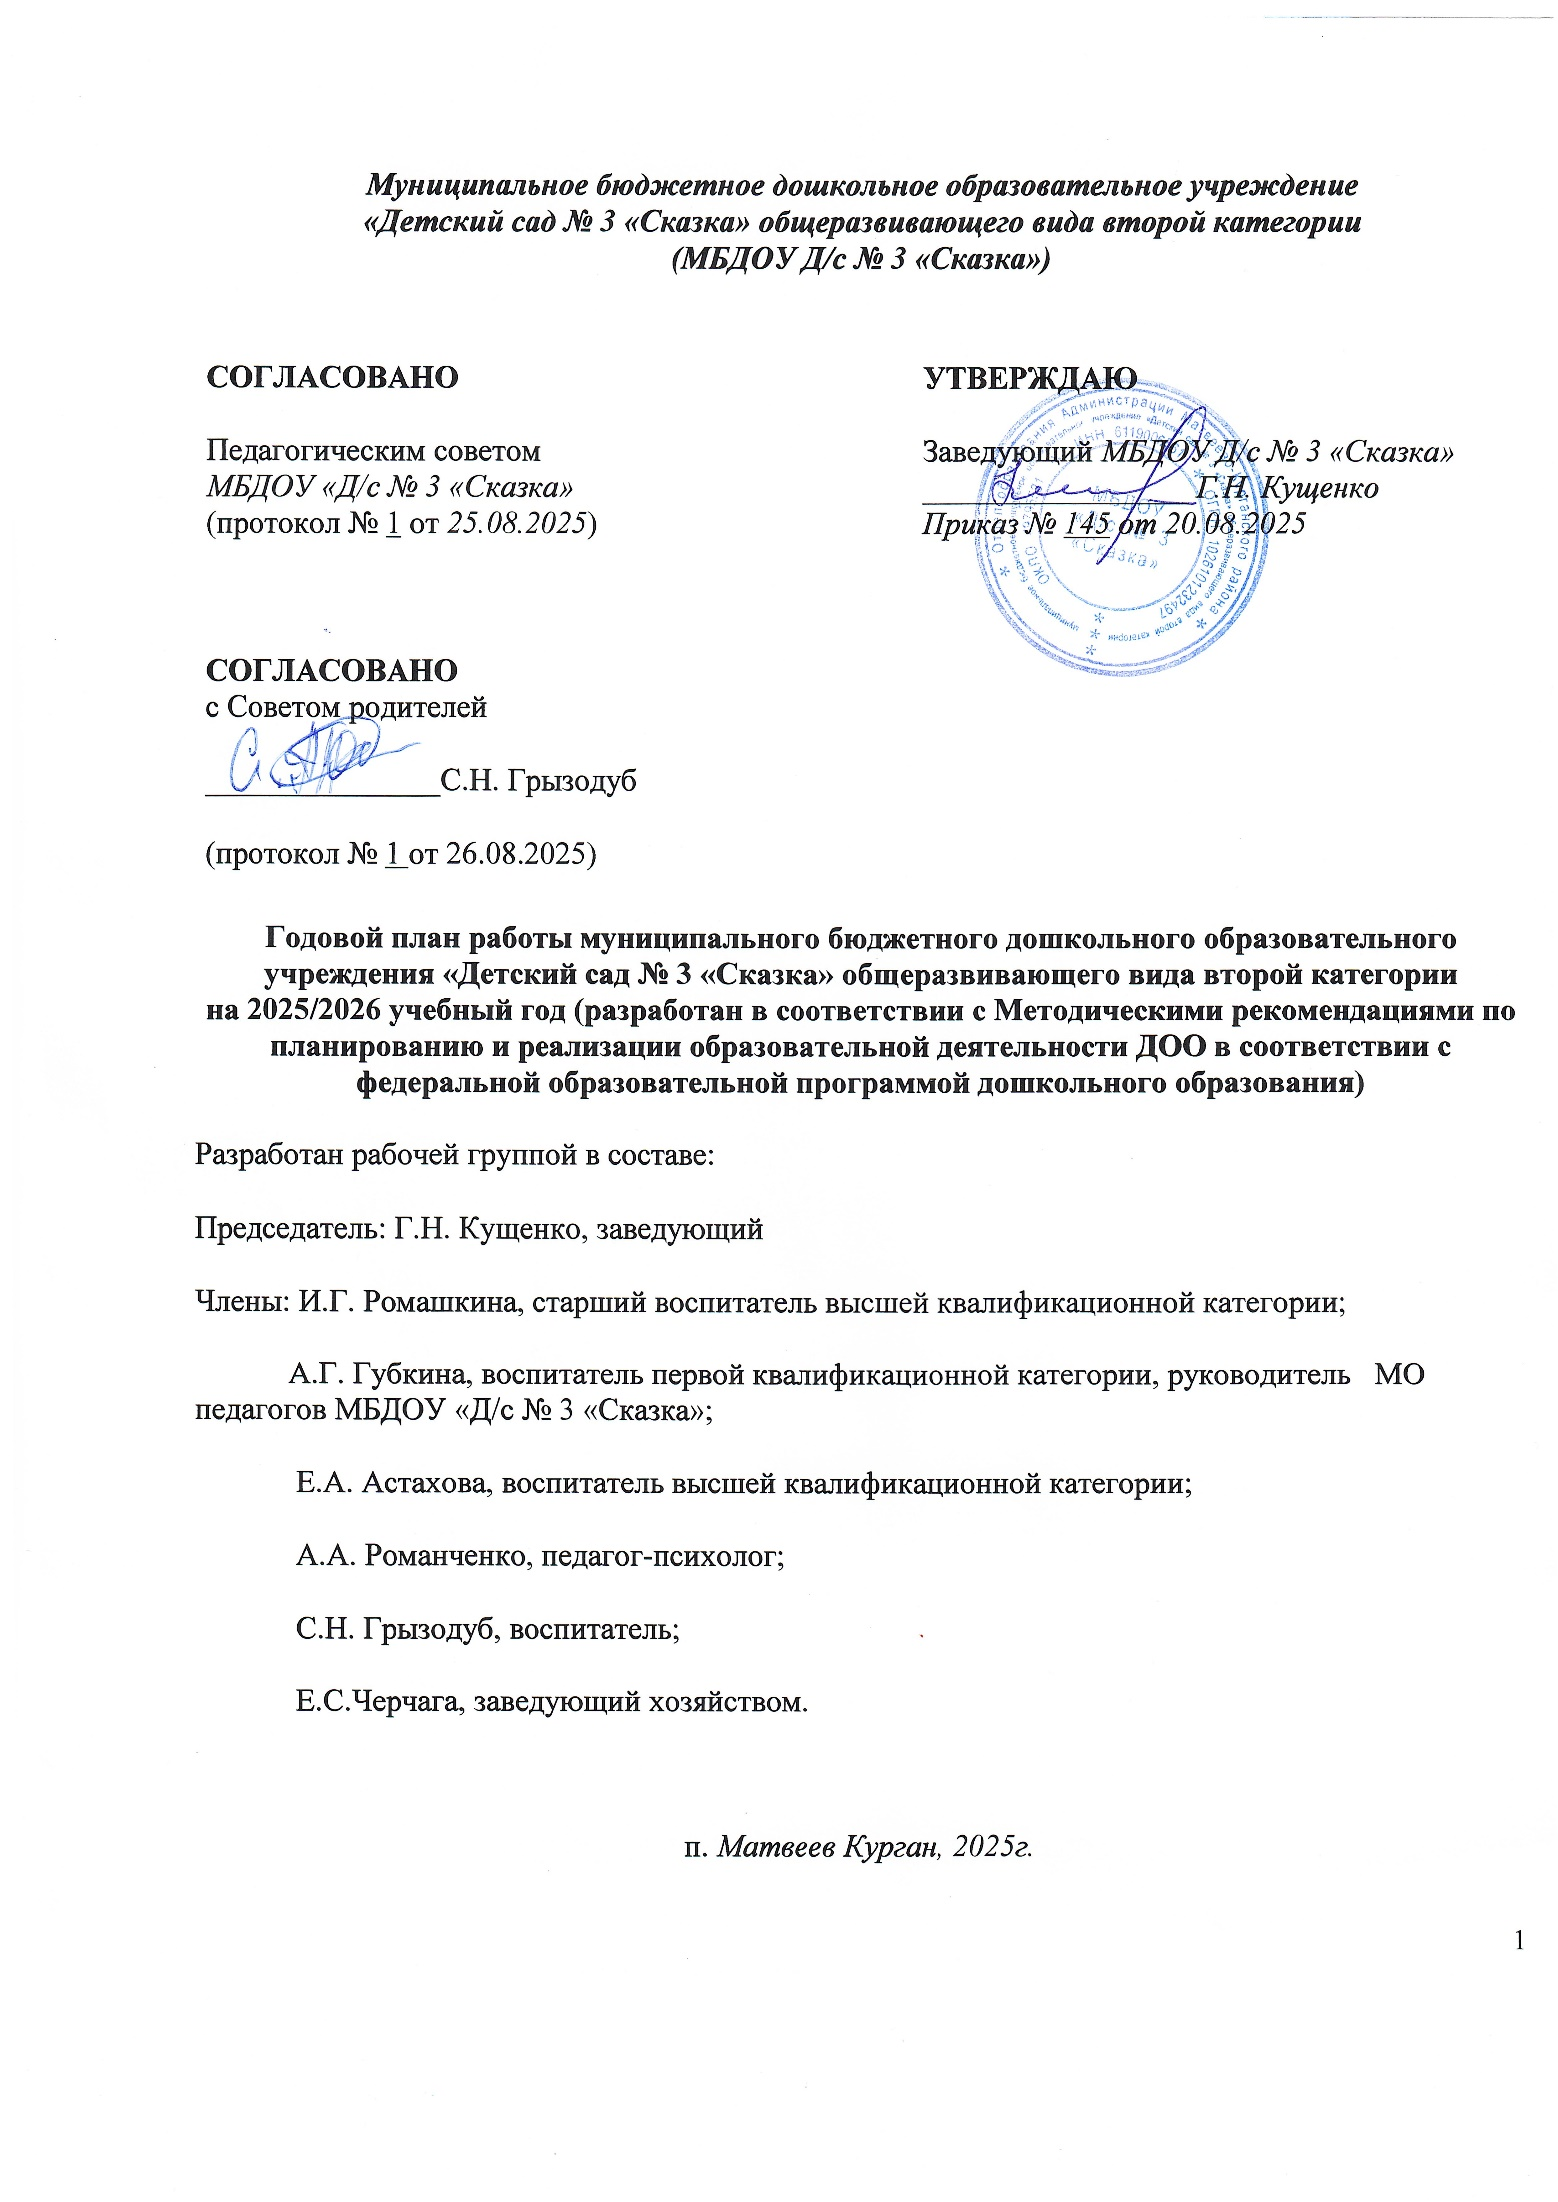 Муниципальное бюджетное дошкольное образовательное учреждение
«Детский сад № 3 «Сказка» общеразвивающего вида второй категории
(МБДОУ Д/с № 3 «Сказка»)
СОГЛАСОВАНО
Педагогическим советом
МБДОУ «Д/с № 3 «Сказка»
(протокол № 1 от 25.08.2025)
УТВЕРЖДАЮ
Заведующий МБДОУ Д/с № 3 «Сказка»
Г.Н. Кущенко
Приказ № 145 от 20.08.2025
МБДОУ
«Сказка»
1026101232497
СОГЛАСОВАНО
с Советом родителей
С.Н. Грызодуб
(протокол № 1 от 26.08.2025)
Годовой план работы муниципального бюджетного дошкольного образовательного
учреждения «Детский сад № 3 «Сказка» общеразвивающего вида второй категории
на 2025/2026 учебный год (разработан в соответствии с Методическими рекомендациями по
планированию и реализации образовательной деятельности ДОО в соответствии с
федеральной образовательной программой дошкольного образования)
Разработан рабочей группой в составе:
Председатель: Г.Н. Кущенко, заведующий
Члены: И.Г. Ромашкина, старший воспитатель высшей квалификационной категории;
А.Г. Губкина, воспитатель первой квалификационной категории, руководитель МО
педагогов МБДОУ «Д/с № 3 «Сказка»;
Е.А. Астахова, воспитатель высшей квалификационной категории;
А.А. Романченко, педагог-психолог;
С.Н. Грызодуб, воспитатель;
Е.С.Черчага, заведующий хозяйством.
п. Матвеев Курган, 2025г.
1